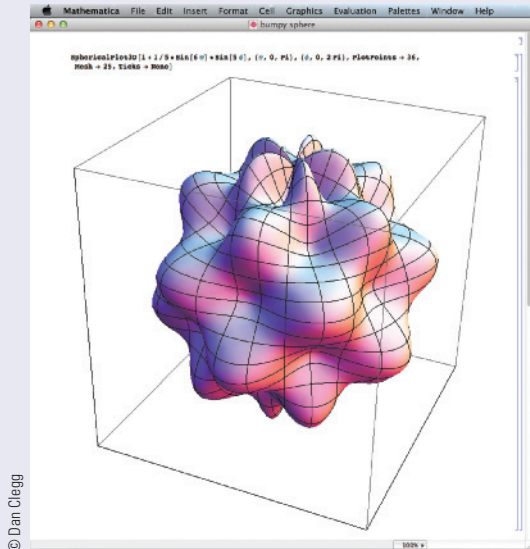 Mathematica File Edit Insert Format Cell Graphics Evaluation Palettes Window Help
bumpy sphere
SphericalPlot3D[1 + 1/5 * Sin[6 θ] * Sin[5 ϕ], {θ, 0, Pi}, {ϕ, 0, 2 Pi}, PlotPoints → 36,
Mesh → 25, Ticks → None]
© Dan Clegg
100%